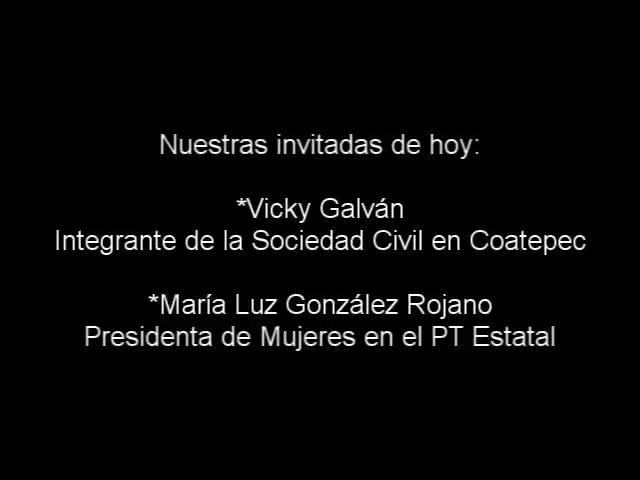 Nuestras invitadas de hoy:
*Vicky Galván
Integrante de la Sociedad Civil en Coatepec
*María Luz González Rojano
Presidenta de Mujeres en el PT Estatal